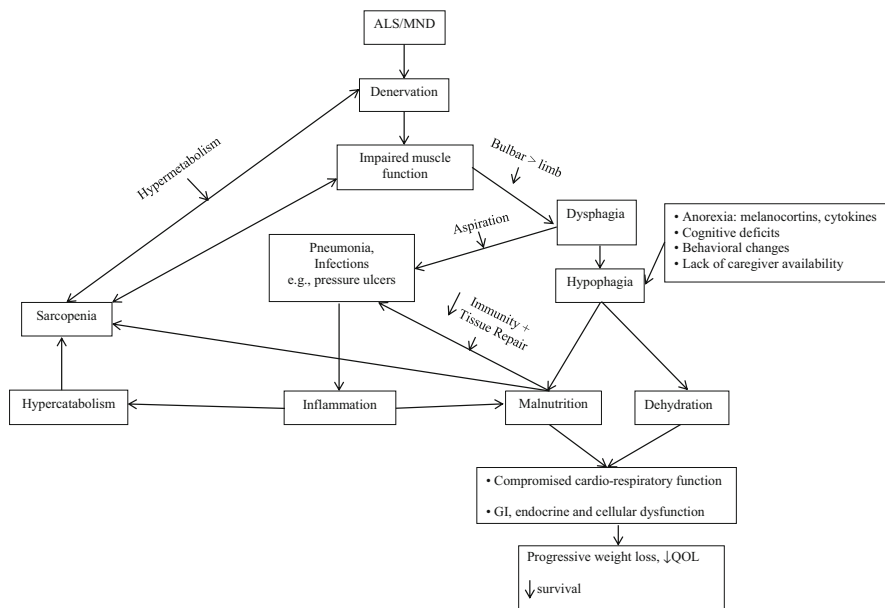 ALS/MND
Denervation
Hypermetabolism
Impaired muscle
function
Bulbar > limb
Dysphagia
Aspiration
• Anorexia: melanocortins, cytokines
• Cognitive deficits
• Behavioral changes
• Lack of caregiver availability
Pneumonia,
Infections
e.g., pressure ulcers
Hypophagia
Sarcopenia
↓ Immunity +
Tissue Repair
Hypercatabolism
Inflammation
Malnutrition
Dehydration
• Compromised cardio-respiratory function
• GI, endocrine and cellular dysfunction
Progressive weight loss, ↓QOL
↓survival